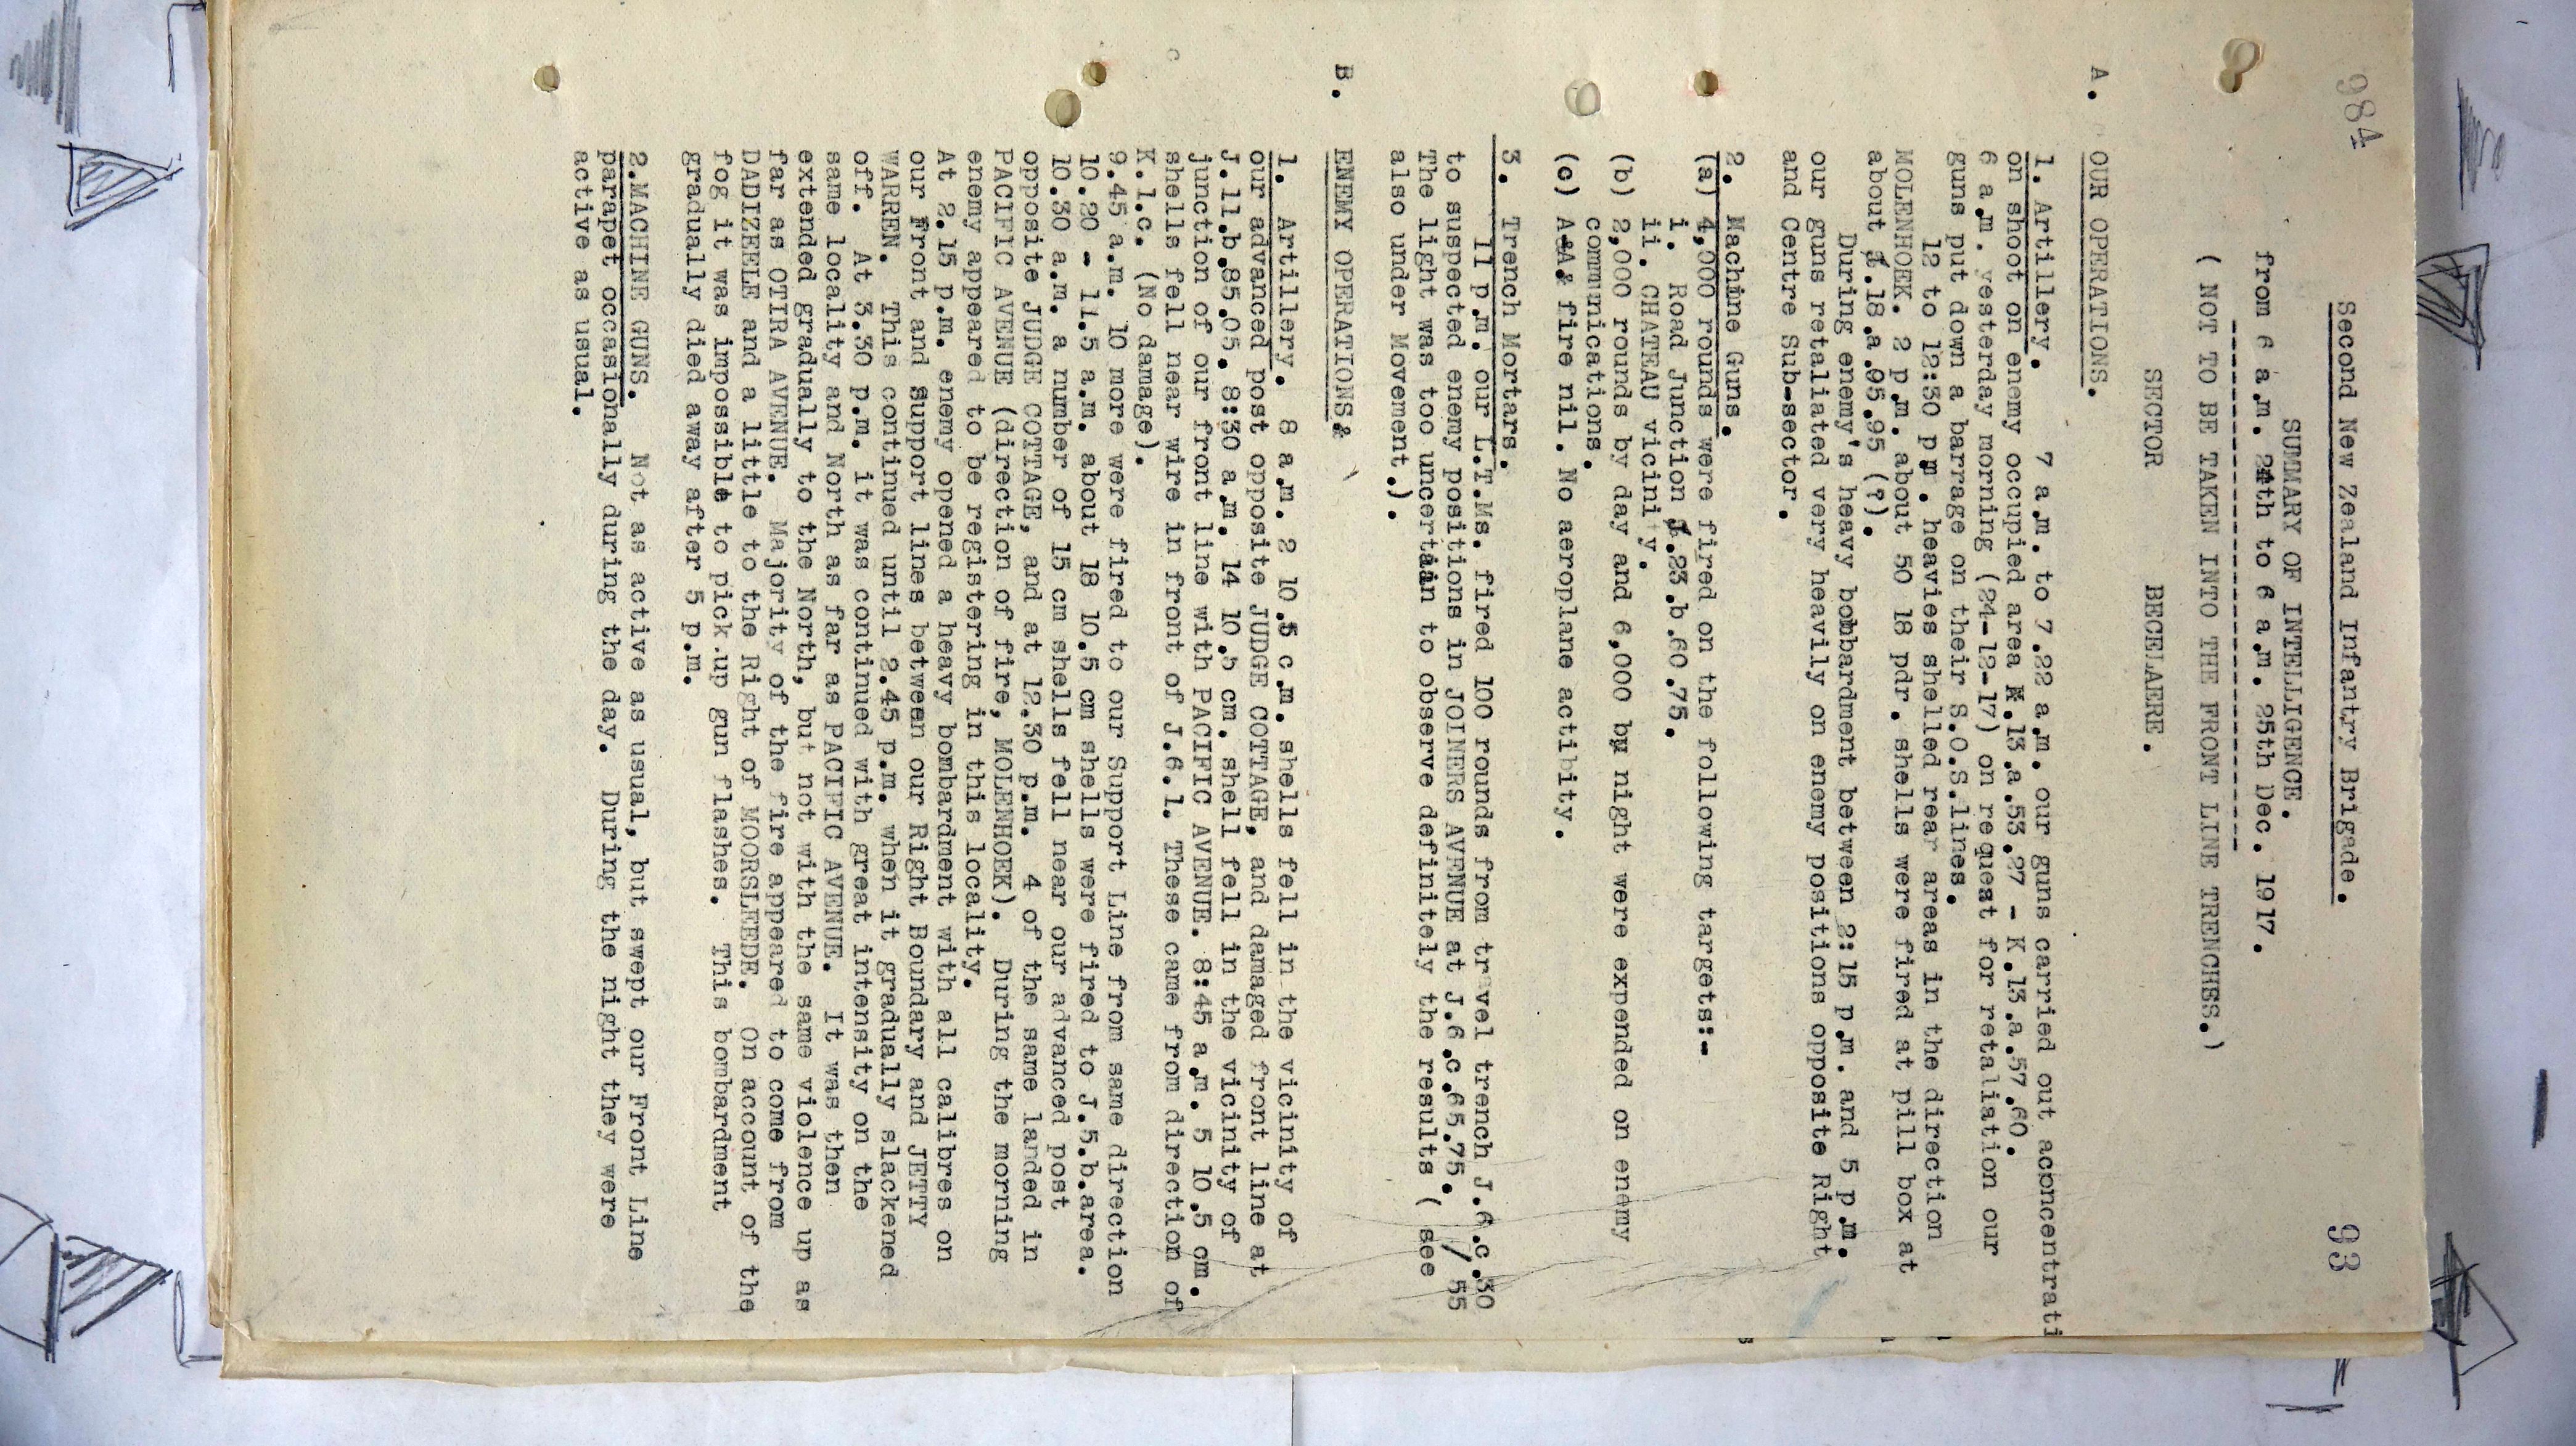 984
93
Second New Zealand Infantry Brigade.
SUMMARY OF INTELLIGENCE.
from 6 a.m. 24th to 6 a.m. 25th Dec. 1917.
( NOT TO BE TAKEN INTO THE FRONT LINE TRENCHES.)
SECTOR BECELAERE.
A. OUR OPERATIONS.
1. Artillery. 7 a.m. to 7.22 a.m. our guns carried out aconcentrati
on shoot on enemy occupied area K.13.a.53.27 - K.13.a.57.60.
6 a.m. yesterday morning (24-12-17) on request for retaliation our
guns put down a barrage on their S.O.S.lines.
12 to 12:30 pm. heavies shelled rear areas in the direction
MOLENHOEK. 2 p.m. about 50 18 pdr. shells were fired at pill box at
about J.18.a.95.95 (?).
During enemy's heavy bombardment between 2:15 p.m. and 5 p.m.
our guns retaliated very heavily on enemy positions opposite Right
and Centre Sub-sector.
2. Machine Guns.
(a) 4,000 rounds were fired on the following targets:-
i. Road Junction J.23.b.60.75.
ii. CHATEAU vicinity.
(b) 2,000 rounds by day and 6,000 by night were expended on enemy
communications.
(c) A.A. fire nil. No aeroplane actibity.
3. Trench Mortars.
11 p.m. our L.T.Ms. fired 100 rounds from travel trench J.6.c.30
to suspected enemy positions in JOINERS AVENUE at J.6.c.65.75. / 55
The light was too uncertain to observe definitely the results ( see
also under Movement.).
B. ENEMY OPERATIONS&
1. Artillery. 8 a.m. 2 10.5 c.m. shells fell in the vicinity of
our advanced post opposite JUDGE COTTAGE, and damaged front line at
J.11.b.85.05. 8:30 a.m. 14 10.5 cm. shell fell in the vicinity of
junction of our front line with PACIFIC AVENUE. 8:45 a.m. 5 10.5 om.
shells fell near wire in front of J.6.1. These came from direction of
K.1.c. (No damage).
9.45 a.m. 10 more were fired to our Support Line from same direction
10.20 - 11.5 a.m. about 18 10.5 cm shells were fired to J.5.b.area.
10.30 a.m. a number of 15 cm shells fell near our advanced post
opposite JUDGE COTTAGE, and at 12.30 p.m. 4 of the same landed in
PACIFIC AVENUE (direction of fire, MOLENHOEK). During the morning
enemy appeared to be registering in this locality.
At 2.15 p.m. enemy opened a heavy bombardment with all calibres on
our front and support lines between our Right Boundary and JETTY
WARREN. This continued until 2.45 p.m. when it gradually slackened
off. At 3.30 p.m. it was continued with great intensity on the
same locality and North as far as PACIFIC AVENUE. It was then
extended gradually to the North, but not with the same violence up as
far as OTIRA AVENUE. Majority of the fire appeared to come from
DADIZEELE and a little to the Right of MOORSLEEDE. On account of the
fog it was impossible to pick.up gun flashes. This bombardment
gradually died away after 5 p.m.
2.MACHINE GUNS. Not as active as usual, but swept our Front Line
parapet occasionally during the day. During the night they were
active as usual.